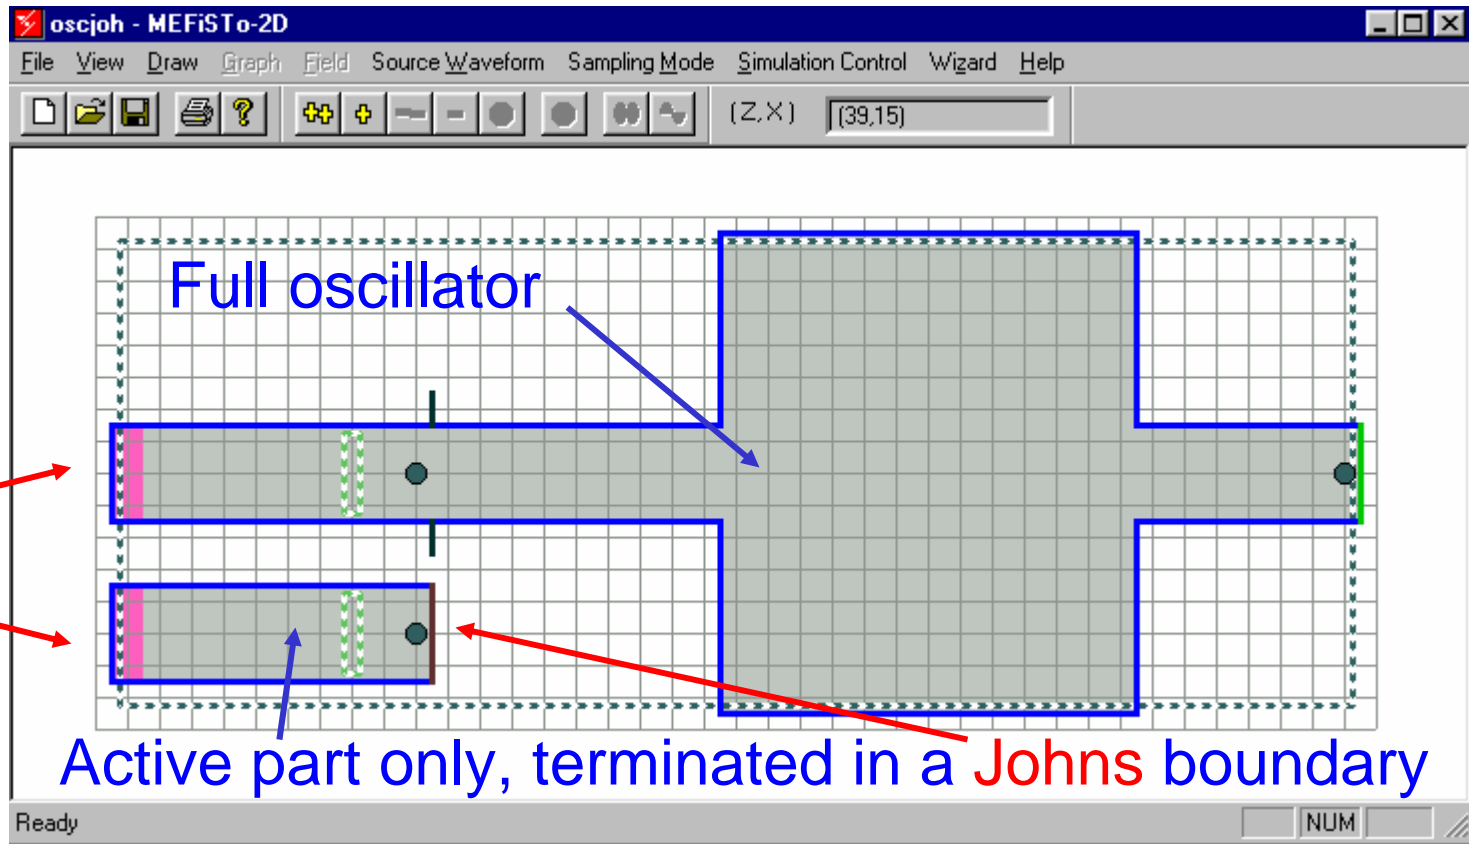 oscjoh - MEFiSTo-2D
File View Draw Graph Field Source Waveform Sampling Mode Simulation Control Wizard Help
(Z,X) (39,15)
Full oscillator
Active part only, terminated in a Johns boundary
Ready NUM